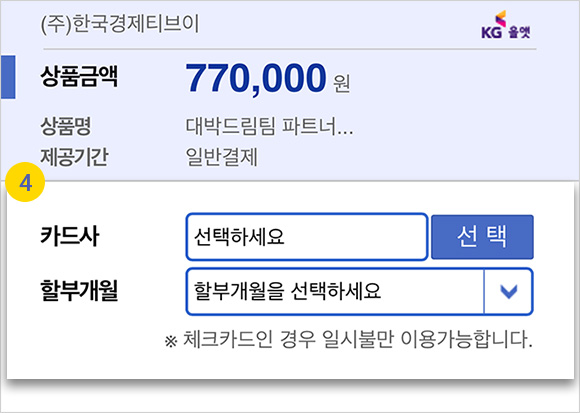 (주)한국경제티브이
KG 올앳
상품금액 770,000 원
상품명 대박드림팀 파트너...
제공기간 일반결제
4
카드사 선택하세요 선 택
할부개월 할부개월을 선택하세요
※ 체크카드인 경우 일시불만 이용가능합니다.